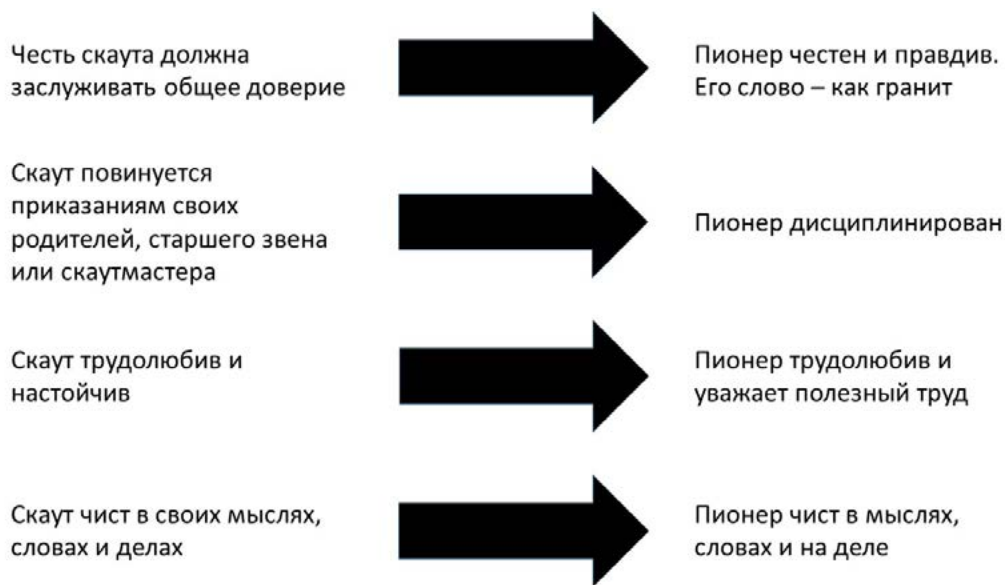 Честь скаута должна
заслуживать общее доверие
Пионер честен и правдив.
Его слово – как гранит
Скаут повинуется
приказаниям своих
родителей, старшего звена
или скаутмастера
Пионер дисциплинирован
Скаут трудолюбив и
настойчив
Пионер трудолюбив и
уважает полезный труд
Скаут чист в своих мыслях,
словах и делах
Пионер чист в мыслях,
словах и на деле